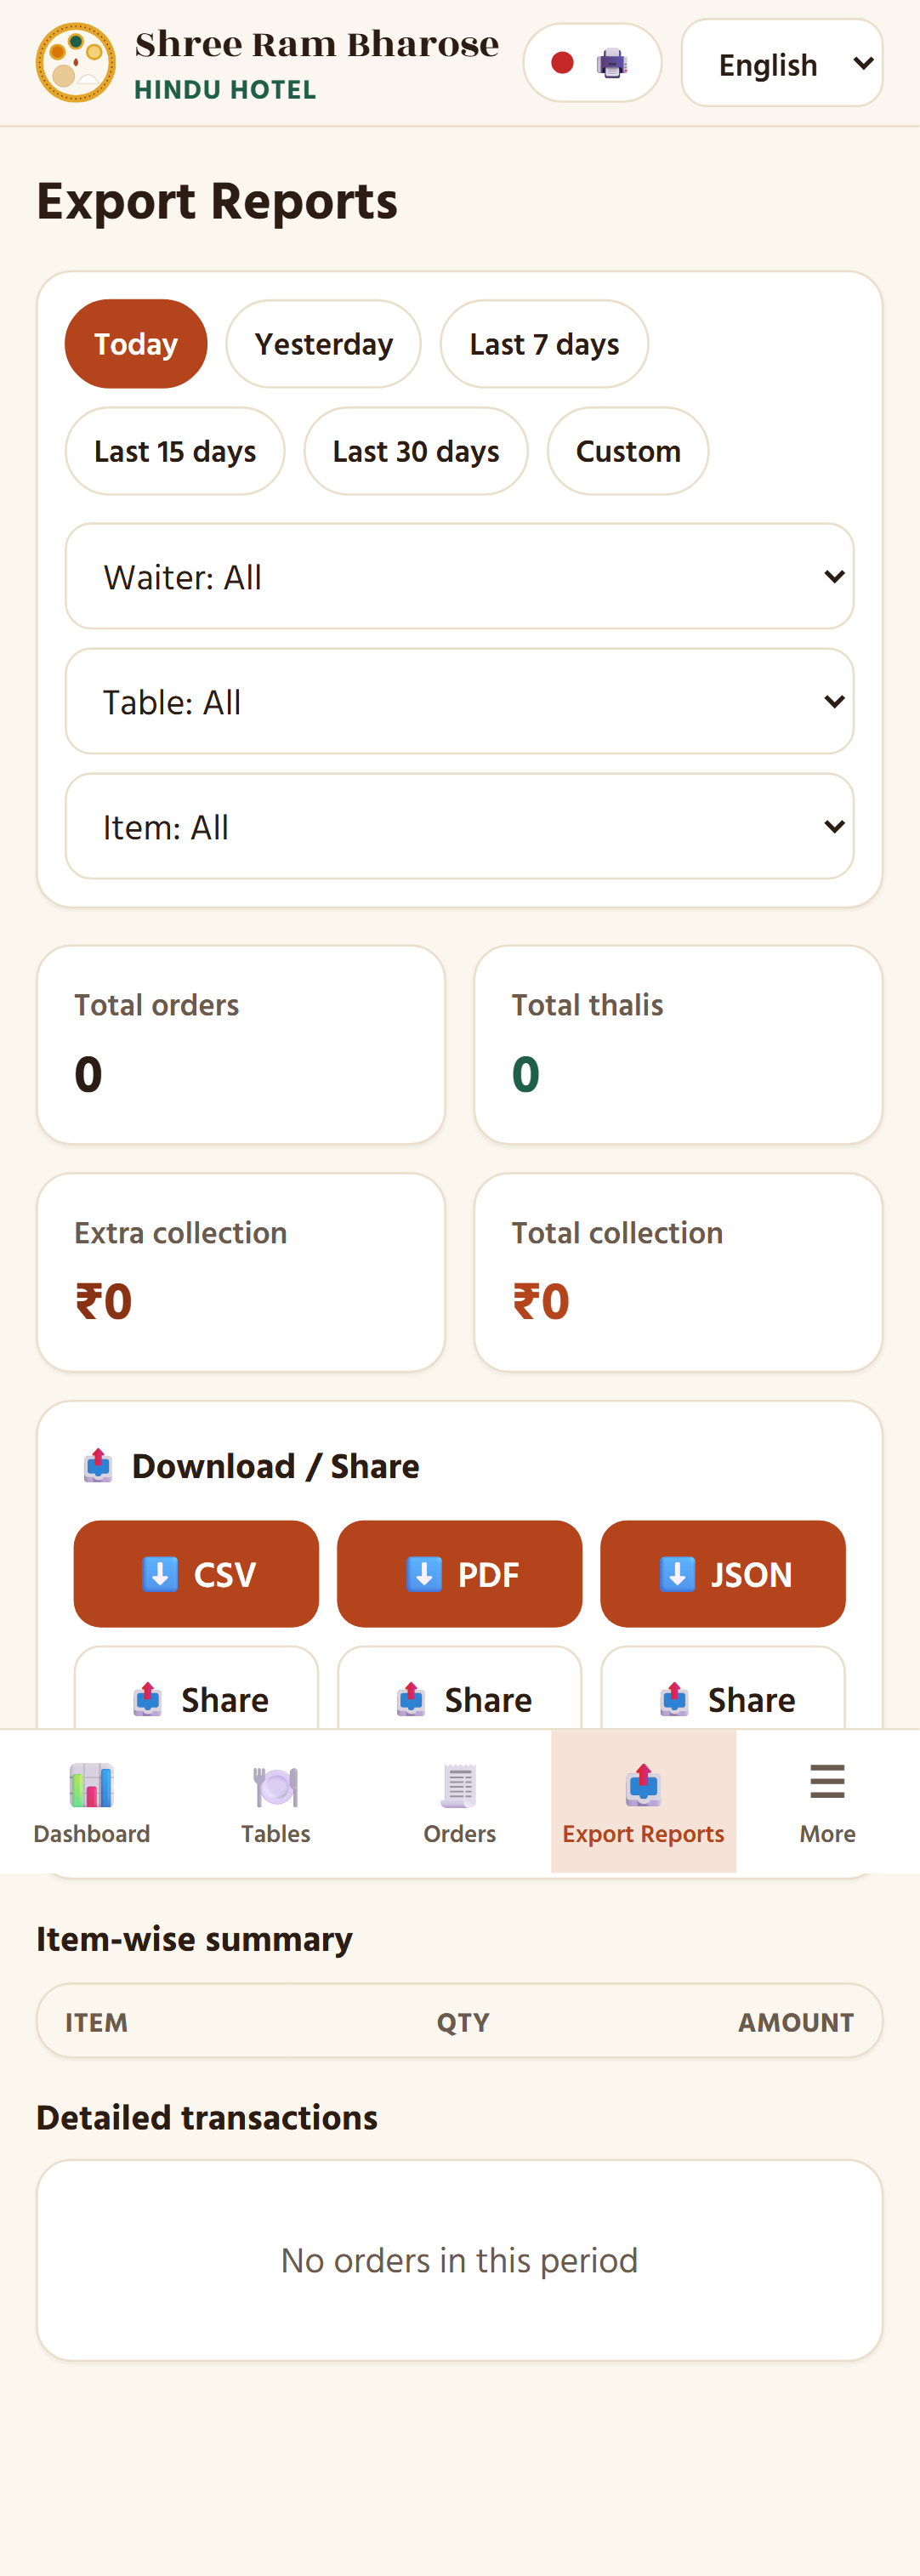 Shree Ram Bharose
HINDU HOTEL
English
Export Reports
Today
Yesterday
Last 7 days
Last 15 days
Last 30 days
Custom
Waiter: All
Table: All
Item: All
Total orders
0
Total thalis
0
Extra collection
₹0
Total collection
₹0
Download / Share
CSV
PDF
JSON
Share
Share
Share
Dashboard
Tables
Orders
Export Reports
More
Item-wise summary
ITEM QTY AMOUNT
Detailed transactions
No orders in this period